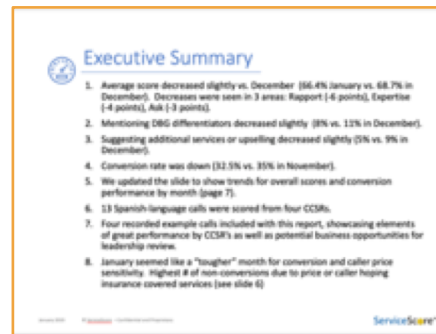 Executive Summary
1. Average score decreased slightly vs. December (66.4% January vs. 68.7% in
December). Decreases were seen in 3 areas: Rapport (-6 points), Expertise
(-4 points), Ask (-3 points).
2. Mentioning DBG differentiators decreased slightly (8% vs. 11% in December).
3. Suggesting additional services or upselling decreased slightly (5% vs. 9% in
December).
4. Conversion rate was down (32.5% vs. 35% in November).
5. We updated the slide to show trends for overall scores and conversion
performance by month (page 7).
6. 13 Spanish-language calls were scored from four CCSRs.
7. Four recorded example calls included with this report, showcasing elements
of great performance by CCSR's as well as potential business opportunities for
leadership review.
8. January seemed like a "tougher" month for conversion and caller price
sensitivity. Highest # of non-conversions due to price or caller hoping
insurance covered services (see slide 6)
Confidential and Proprietary
ServiceScore